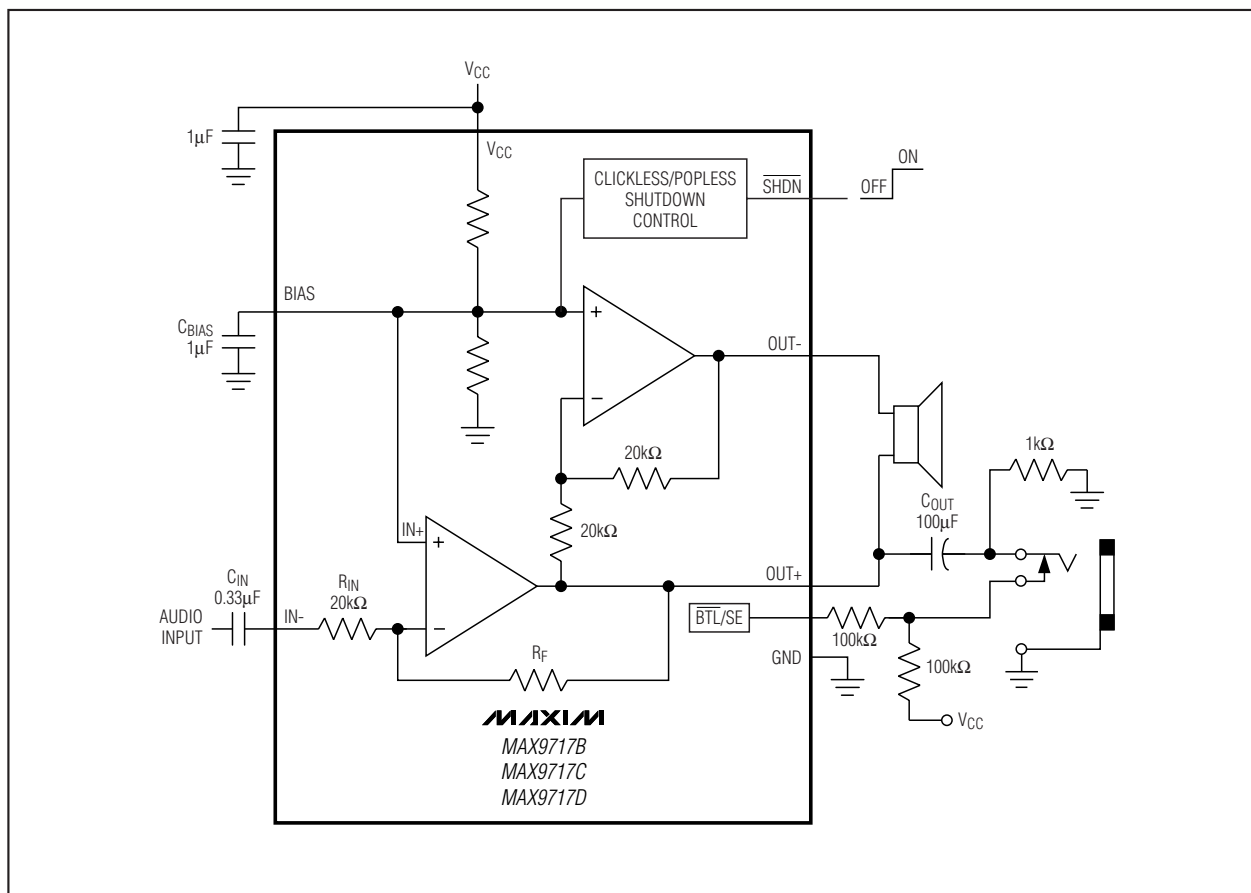 VCC
1μF
VCC
CLICKLESS/POPLESS
SHUTDOWN
CONTROL
SHDN
OFF
ON
BIAS
CBIAS
1μF
+
−
OUT-
20kΩ
20kΩ
1kΩ
COUT
100μF
IN+
+
−
OUT+
CIN
0.33μF
AUDIO
INPUT
IN-
RIN
20kΩ
RF
BTL/SE
100kΩ
100kΩ
GND
VCC
MAXIM
MAX9717B
MAX9717C
MAX9717D